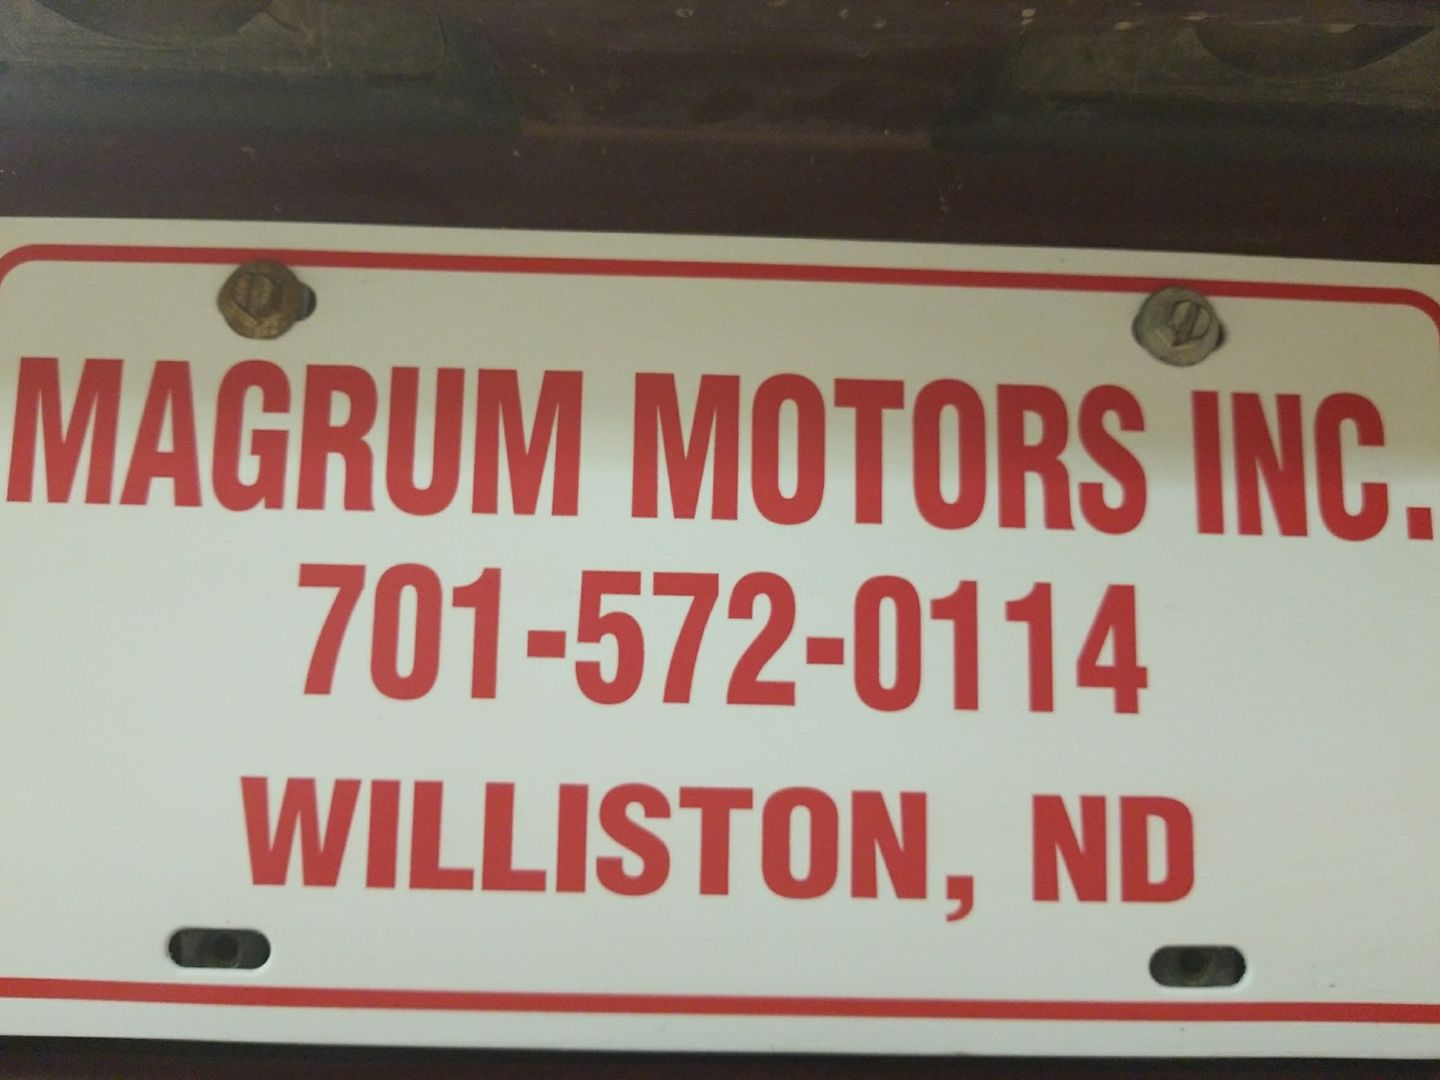 MAGRUM MOTORS INC.
701-572-0114
WILLISTON, ND